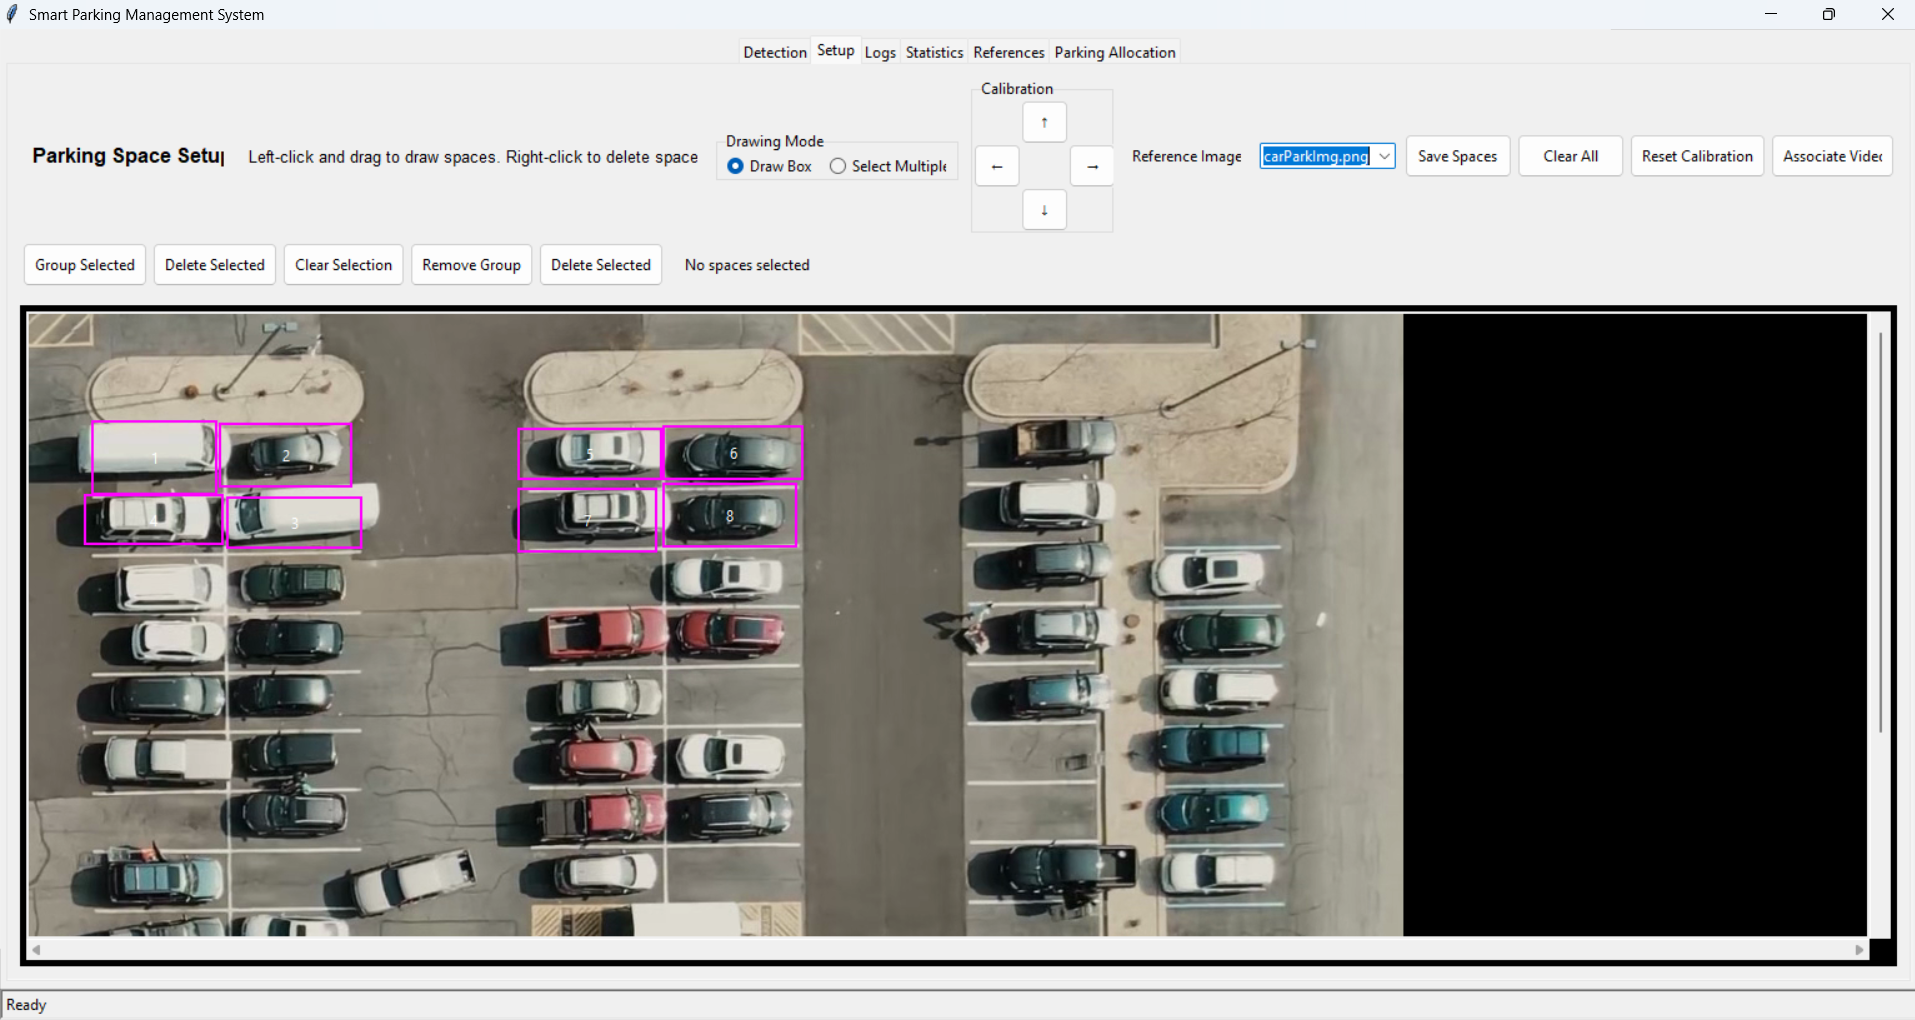 Smart Parking Management System
Detection Setup Logs Statistics References Parking Allocation
Calibration
↑
← →
↓
Parking Space Setup Left-click and drag to draw spaces. Right-click to delete space
Drawing Mode
Draw Box Select Multiple
Reference Image carParkImg.png Save Spaces Clear All Reset Calibration Associate Video
Group Selected Delete Selected Clear Selection Remove Group Delete Selected No spaces selected
1 2 5 6
4 3 7 8
Ready